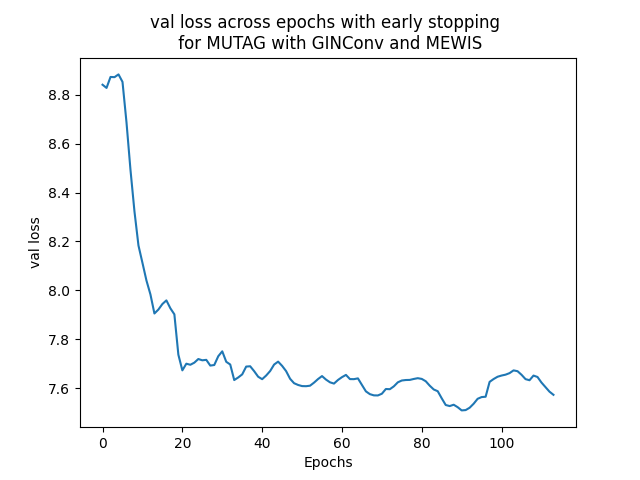 val loss across epochs with early stopping
for MUTAG with GINConv and MEWIS
8.8
8.6
8.4
8.2
8.0
7.8
7.6
val loss
0 20 40 60 80 100
Epochs